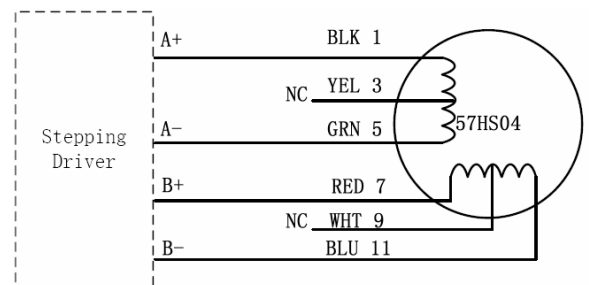 A+ BLK 1
NC YEL 3
A- GRN 5
57HS04
Stepping
Driver
B+ RED 7
NC WHT 9
B- BLU 11